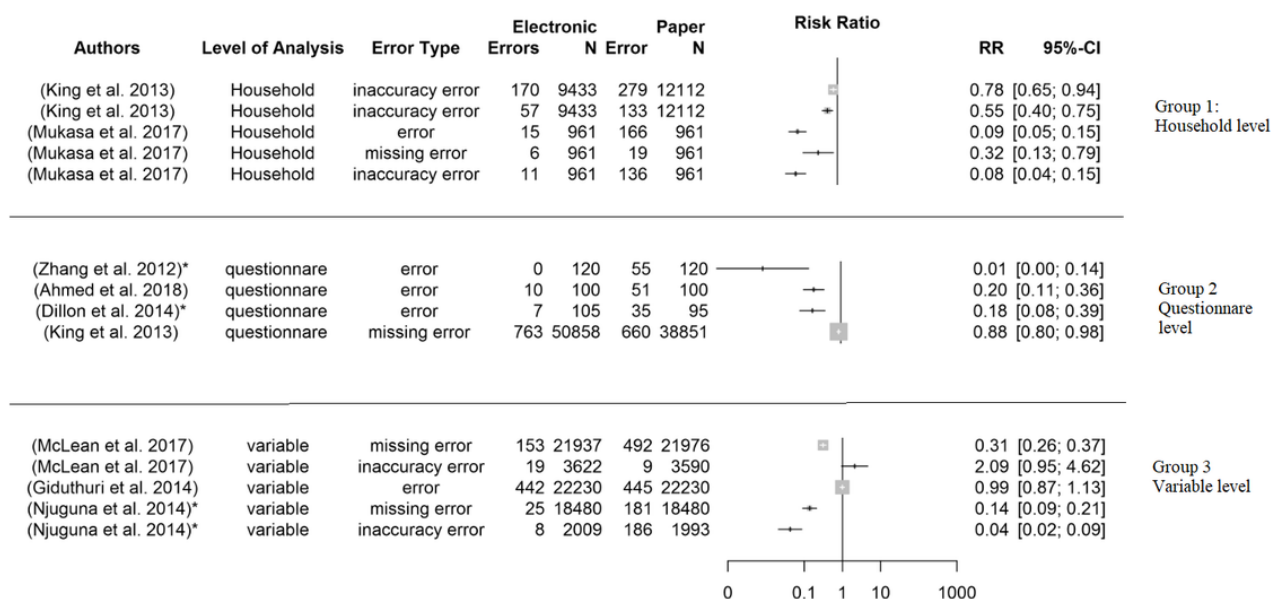 Electronic Paper Risk Ratio
Authors Level of Analysis Error Type Errors N Error N RR 95%-CI
(King et al. 2013) Household inaccuracy error 170 9433 279 12112 0.78 [0.65; 0.94]
(King et al. 2013) Household inaccuracy error 57 9433 133 12112 0.55 [0.40; 0.75]
(Mukasa et al. 2017) Household error 15 961 166 961 0.09 [0.05; 0.15]
(Mukasa et al. 2017) Household missing error 6 961 19 961 0.32 [0.13; 0.79]
(Mukasa et al. 2017) Household inaccuracy error 11 961 136 961 0.08 [0.04; 0.15]
Group 1:
Household level
(Zhang et al. 2012)* questionnare error 0 120 55 120 0.01 [0.00; 0.14]
(Ahmed et al. 2018) questionnare error 10 100 51 100 0.20 [0.11; 0.36]
(Dillon et al. 2014)* questionnare error 7 105 35 95 0.18 [0.08; 0.39]
(King et al. 2013) questionnare missing error 763 50858 660 38851 0.88 [0.80; 0.98]
Group 2
Questionnare
level
(McLean et al. 2017) variable missing error 153 21937 492 21976 0.31 [0.26; 0.37]
(McLean et al. 2017) variable inaccuracy error 19 3622 9 3590 2.09 [0.95; 4.62]
(Giduthuri et al. 2014) variable error 442 22230 445 22230 0.99 [0.87; 1.13]
(Njuguna et al. 2014)* variable missing error 25 18480 181 18480 0.14 [0.09; 0.21]
(Njuguna et al. 2014)* variable inaccuracy error 8 2009 186 1993 0.04 [0.02; 0.09]
Group 3
Variable level
0 0.1 1 10 1000